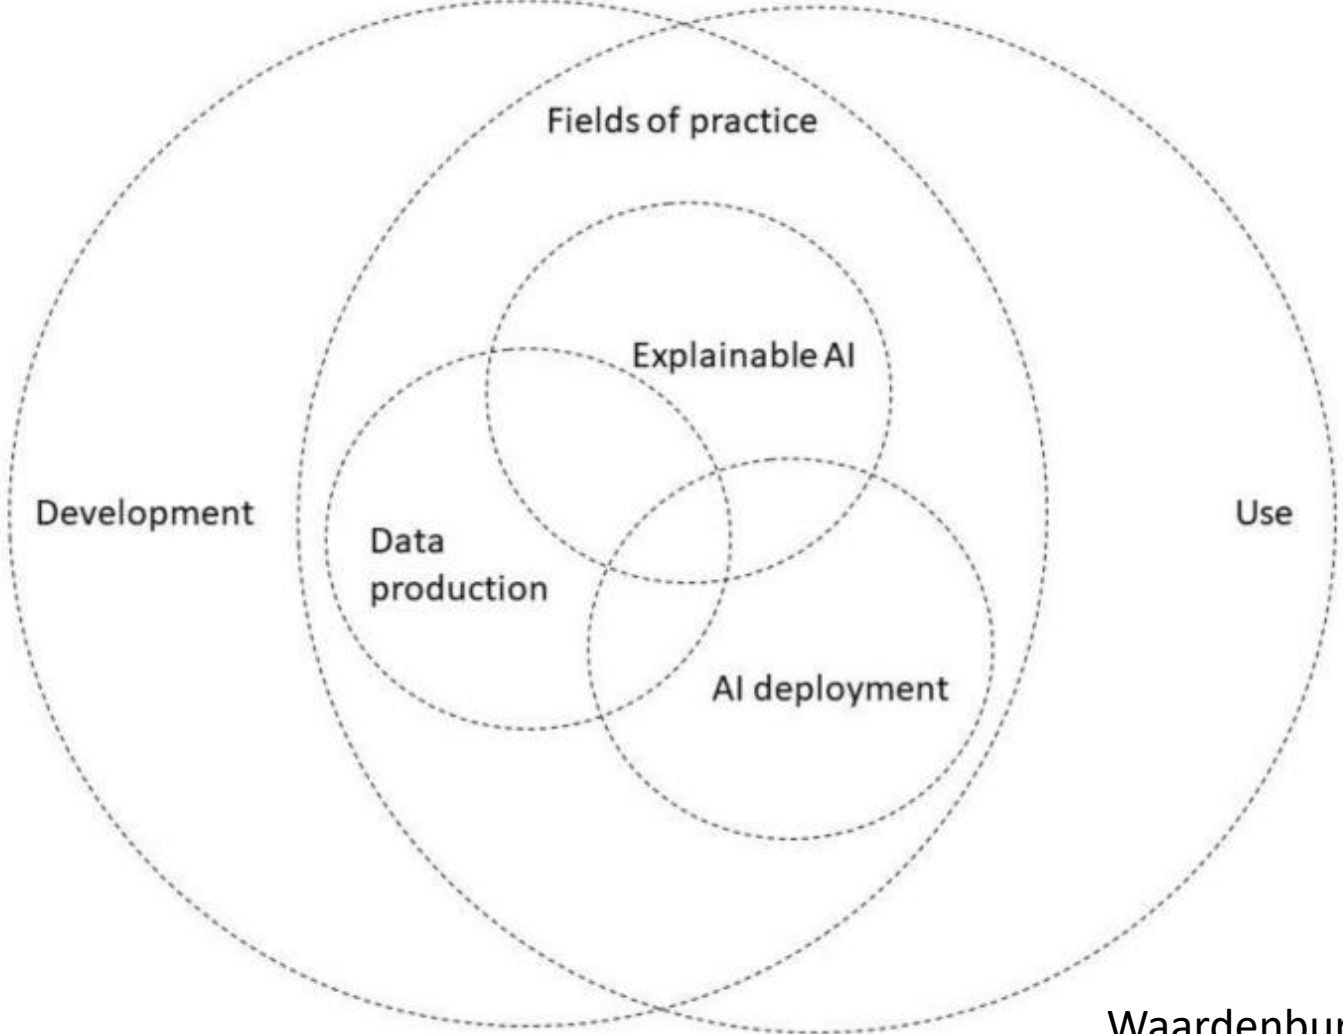 Fields of practice
Explainable AI
Development
Use
Data
production
AI deployment